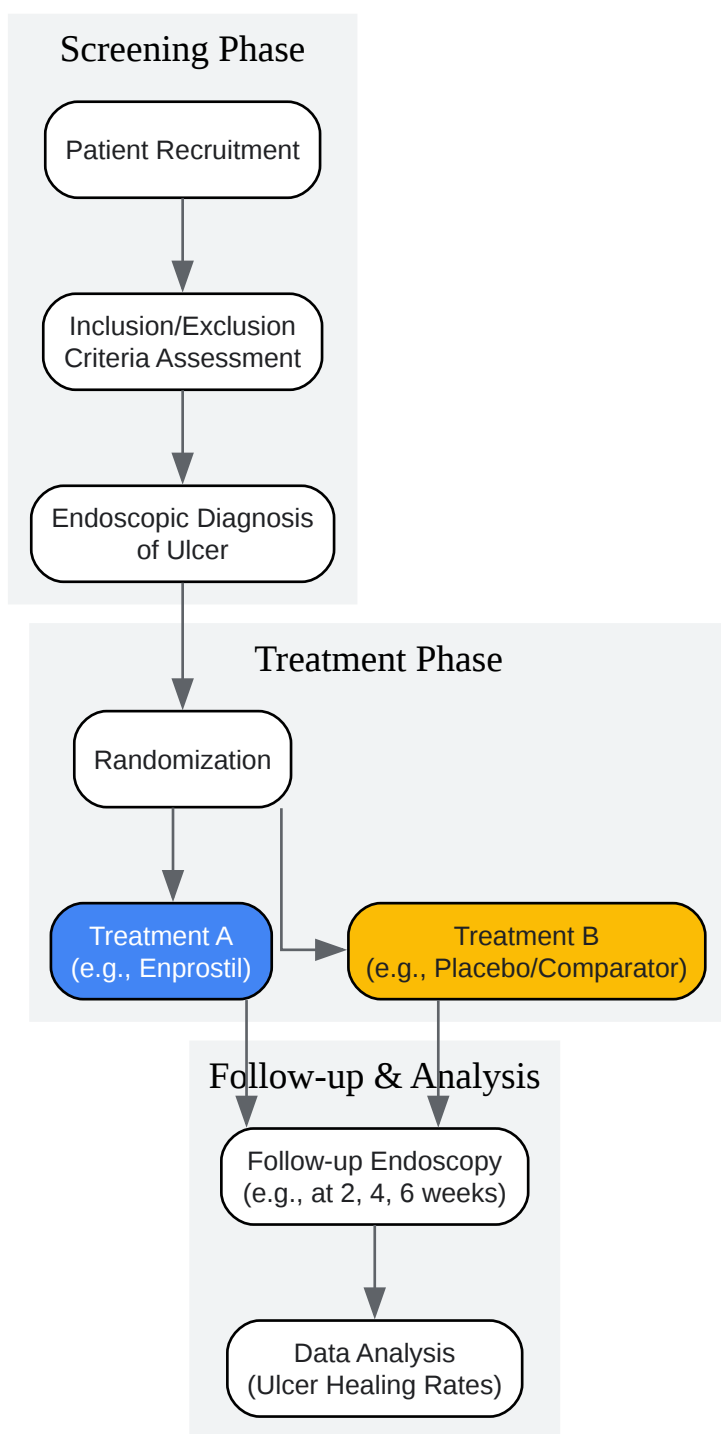 Screening Phase
Patient Recruitment
Inclusion/Exclusion
Criteria Assessment
Endoscopic Diagnosis
of Ulcer
Treatment Phase
Randomization
Treatment A
(e.g., Enprostil)
Treatment B
(e.g., Placebo/Comparator)
Follow-up & Analysis
Follow-up Endoscopy
(e.g., at 2, 4, 6 weeks)
Data Analysis
(Ulcer Healing Rates)